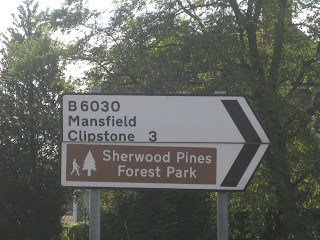 B 6030
Mansfield
Clipstone 3
Sherwood Pines
Forest Park